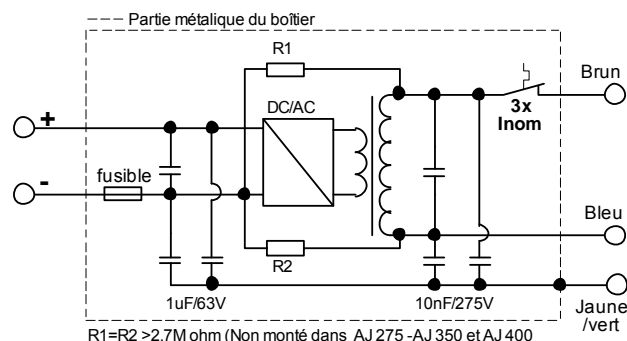 Partie métalique du boîtier
R1
Brun
DC/AC
3x
Inom
+
-
fusible
Bleu
R2
1uF/63V
10nF/275V
Jaune
/vert
R1=R2 >2.7M ohm (Non monté dans AJ 275 -AJ 350 et AJ 400